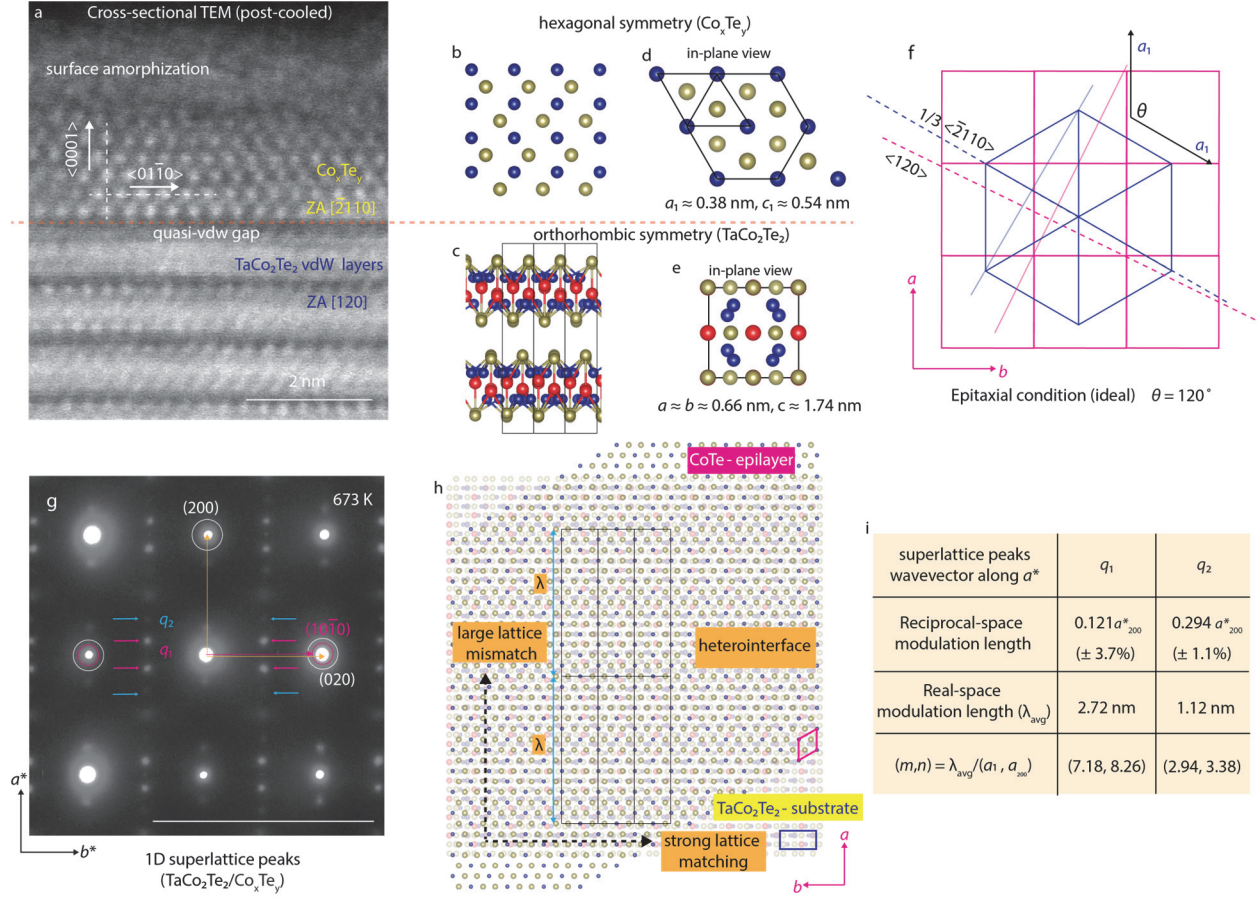 a
Cross-sectional TEM (post-cooled)
surface amorphization
<0001>
<011̅0>
CoₓTeᵧ
ZA [2̅110]
quasi-vdw gap
TaCo₂Te₂ vdW layers
ZA [120]
2 nm
hexagonal symmetry (CoₓTeᵧ)
b
d
in-plane view
a₁ ≈ 0.38 nm, c₁ ≈ 0.54 nm
orthorhombic symmetry (TaCo₂Te₂)
c
e
in-plane view
a ≈ b ≈ 0.66 nm, c ≈ 1.74 nm
f
a₁
θ
a₁
1/3 <2̅110>
<120>
a
b
Epitaxial condition (ideal) θ = 120°
g
(200)
673 K
q₂
q₁
(101̅0)
(020)
a*
b*
1D superlattice peaks
(TaCo₂Te₂/CoₓTeᵧ)
h
CoTe - epilayer
λ
large lattice
mismatch
heterointerface
λ
TaCo₂Te₂ - substrate
strong lattice
matching
a
b
i
superlattice peaks
wavevector along a*
q₁
q₂
Reciprocal-space
modulation length
0.121a*₂₀₀
(± 3.7%)
0.294 a*₂₀₀
(± 1.1%)
Real-space
modulation length (λavg)
2.72 nm
1.12 nm
(m,n) = λavg/(a₁ , a₂₀₀)
(7.18, 8.26)
(2.94, 3.38)